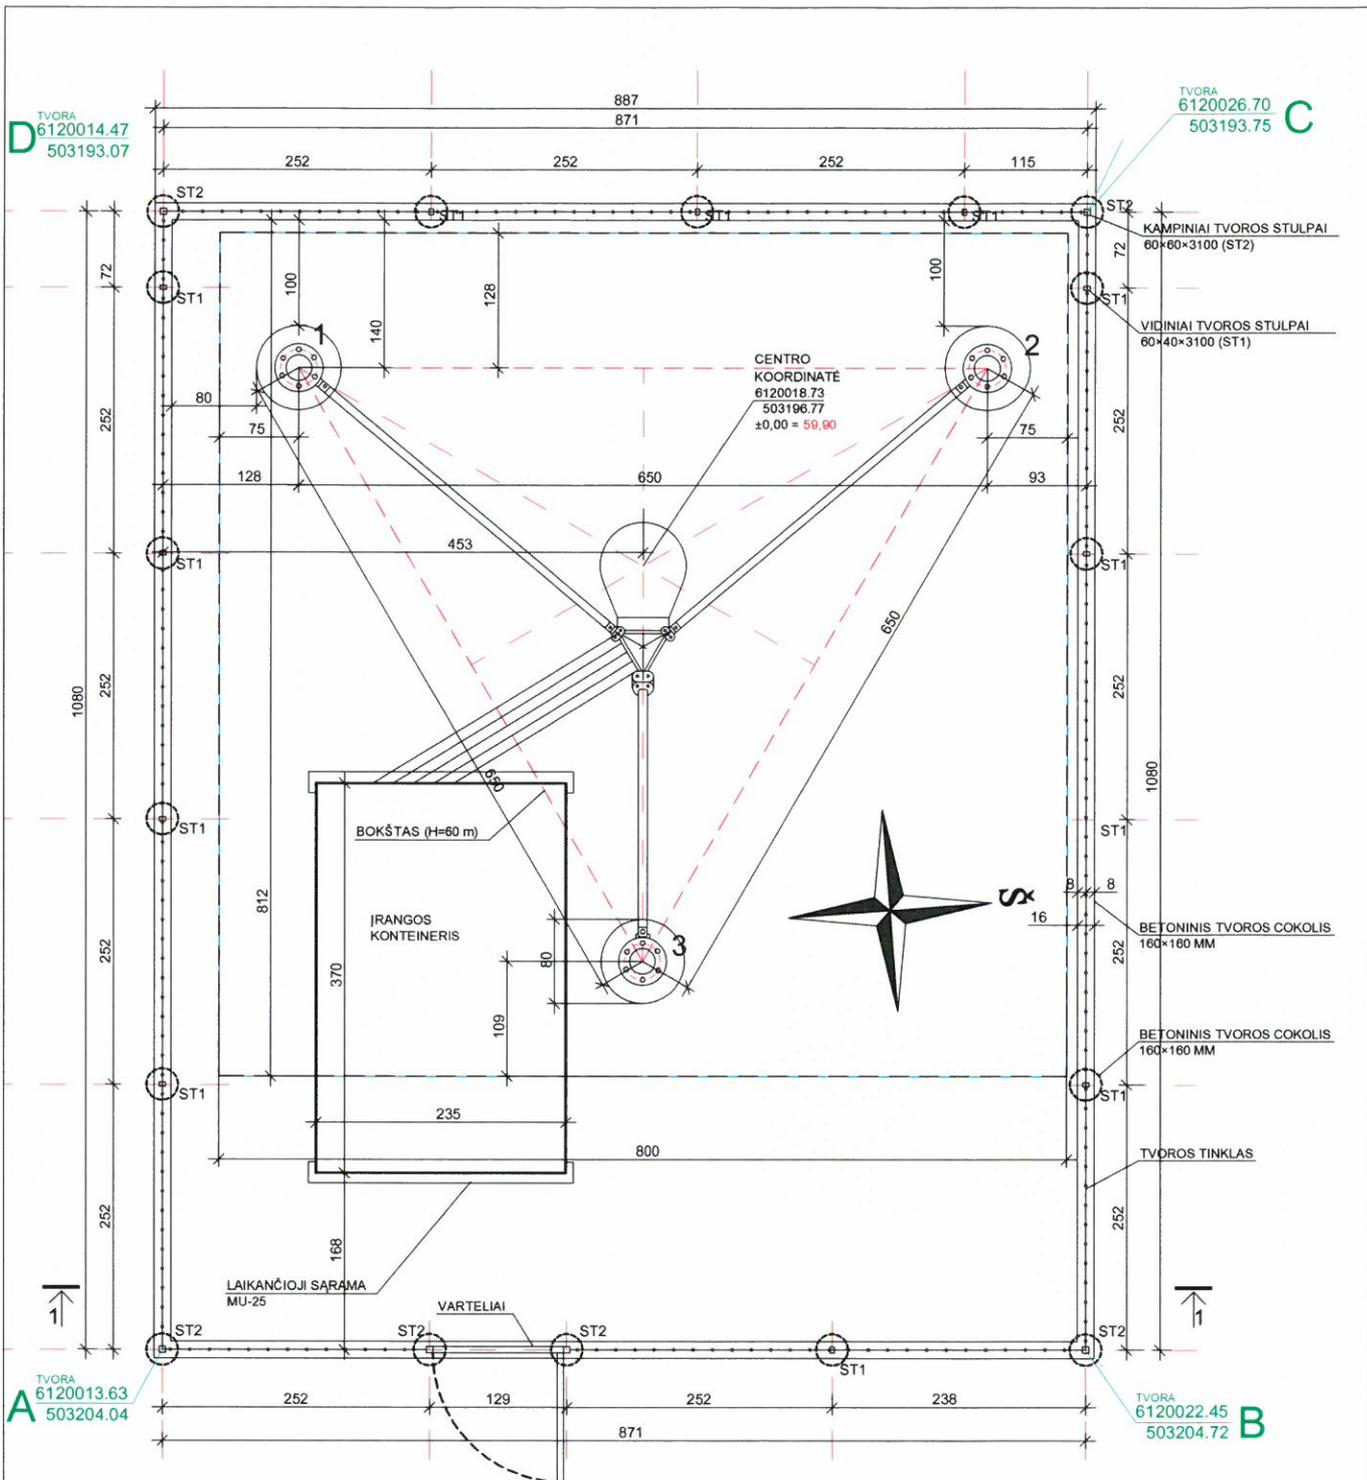 TVORA
D 6120014.47
503193.07
887
871
TVORA
6120026.70 C
503193.75
252
252
252
115
ST2
ST1
ST1
ST1
ST2
KAMPINIAI TVOROS STULPAI
60×60×3100 (ST2)
72
100
128
140
100
72
ST1
ST1
VIDINIAI TVOROS STULPAI
60×40×3100 (ST1)
1
2
CENTRO
KOORDINATĖ
6120018.73
503196.77
±0,00 = 59,90
80
75
75
252
252
128
650
93
453
ST1
ST1
650
252
252
1080
1080
650
BOKŠTAS (H=60 m)
ST1
ST1
812
ĮRANGOS
KONTEINERIS
370
Š
8
8
16
BETONINIS TVOROS COKOLIS
160×160 MM
3
80
252
252
109
BETONINIS TVOROS COKOLIS
160×160 MM
ST1
ST1
235
800
TVOROS TINKLAS
252
252
168
LAIKANČIOJI SĄRAMA
MU-25
VARTELIAI
1
1
ST2
ST2
ST2
ST1
ST2
TVORA
A 6120013.63
503204.04
252
129
252
238
871
TVORA
6120022.45
503204.72 B